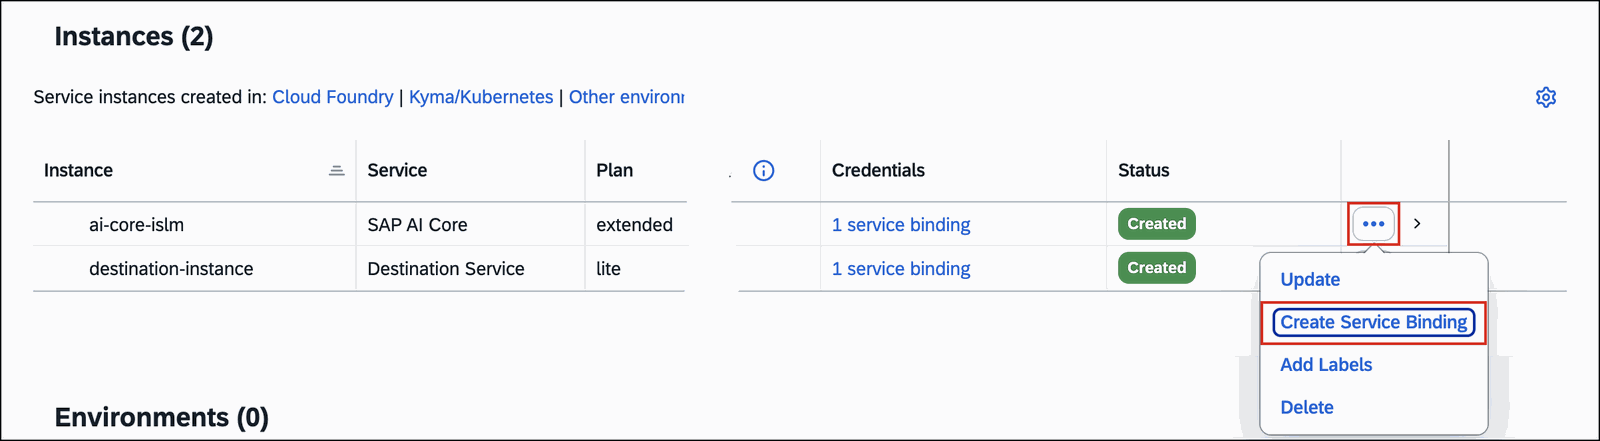 Instances (2)
Service instances created in: Cloud Foundry | Kyma/Kubernetes | Other
Instance Service Plan Credentials Status
ai-core-islm SAP AI Core extended 1 service binding Created
destination-instance Destination Service lite 1 service binding Created
Update
Create Service Binding
Add Labels
Delete
Environments (0)